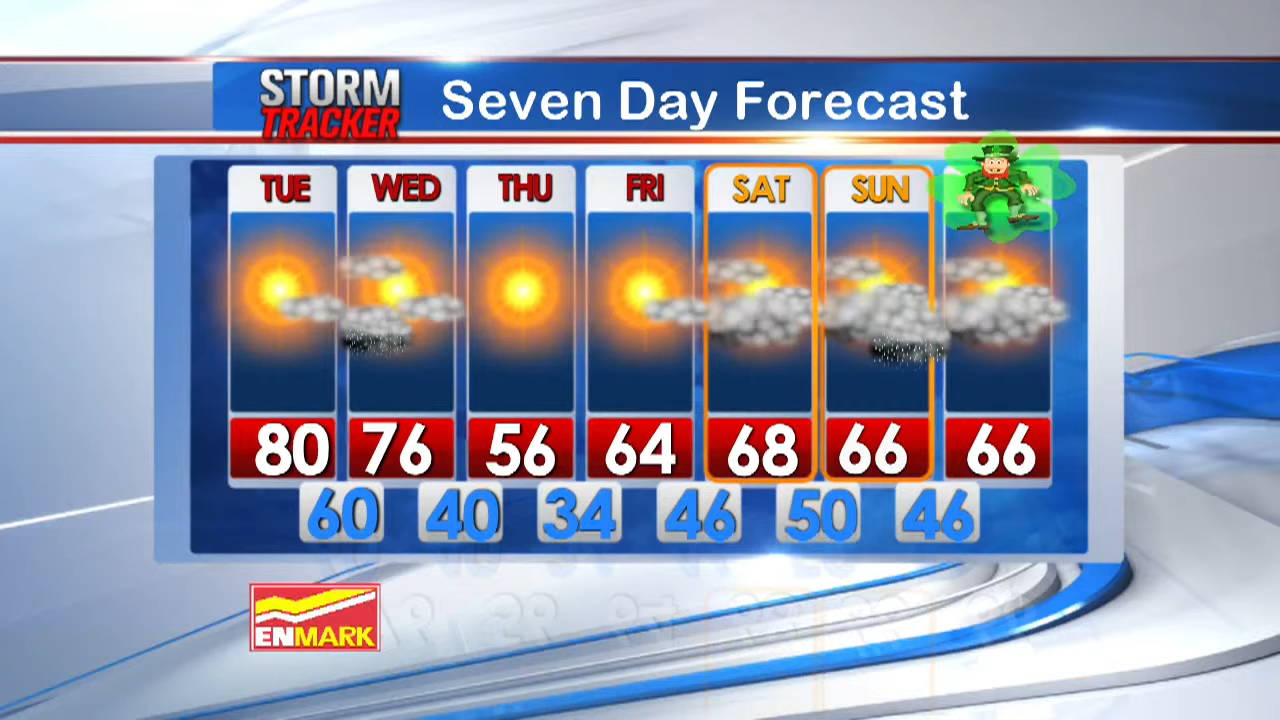 STORM
TRACKER
Seven Day Forecast
TUE WED THU FRI SAT SUN
80 76 56 64 68 66 66
60 40 34 46 50 46
ENMARK